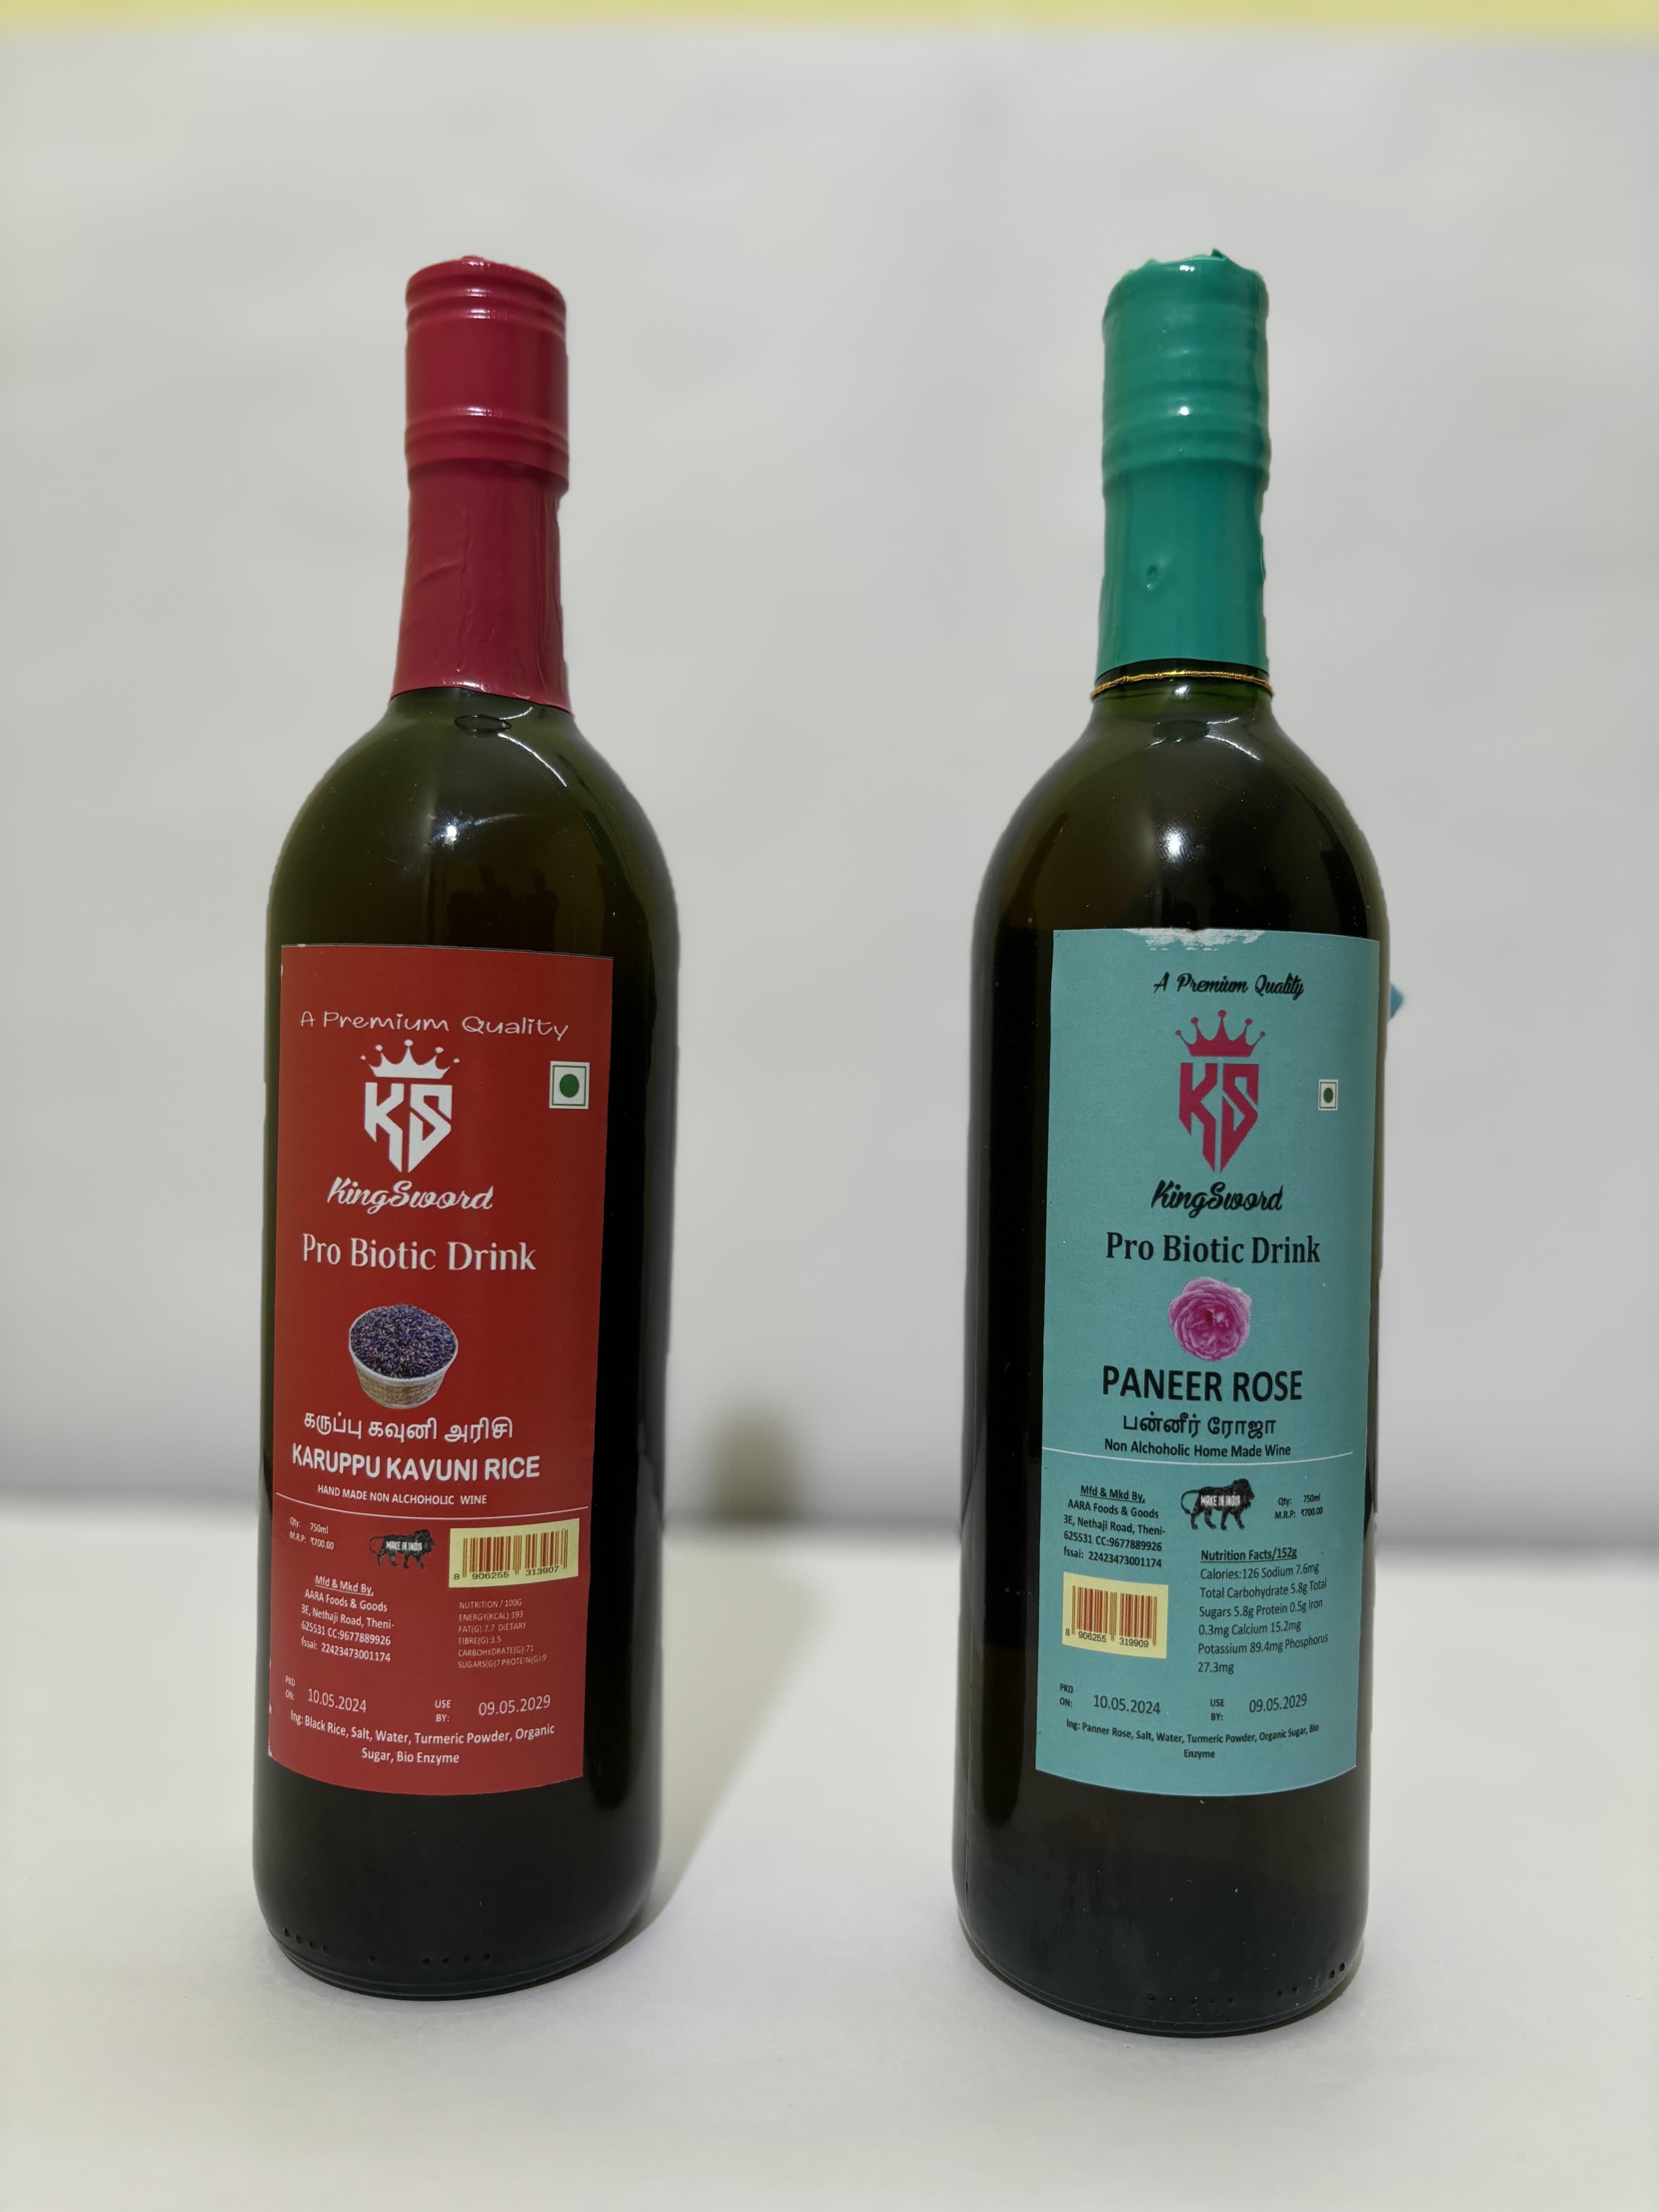 A Premium Quality
KS
KingSword
Pro Biotic Drink
கருப்பு கவுனி அரிசி
KARUPPU KAVUNI RICE
HAND MADE N0N ALCHOHOLIC WINE
Qty: 750ml
M.R.P: ₹700.00
MAKE IN INDIA
8 906255 313907
Mfd & Mkd By,
AARA Foods & Goods
3E, Nethaji Road, Theni-
625531 CC:9677889926
fssai: 22423473001174
NUTRITION / 100G
ENERGY(KCAL):193
FAT(G):7.7 DIETARY
FIBRE(G):3.5
CARBOHYDRATE(G):71
SUGARS(G)7PROTEIN(G):9
PKD
ON: 10.05.2024
USE
BY: 09.05.2029
Ing: Black Rice, Salt, Water, Turmeric Powder, Organic
Sugar, Bio Enzyme
A Premium Quality
KS
KingSword
Pro Biotic Drink
PANEER ROSE
பன்னீர் ரோஜா
Non Alchoholic Home Made Wine
Mfd & Mkd By,
AARA Foods & Goods
3E, Nethaji Road, Theni-
625531 CC:9677889926
fssai: 22423473001174
MAKE IN INDIA
Qty: 750ml
M.R.P: ₹700.00
8 906255 319909
Nutrition Facts/152g
Calories:126 Sodium 7.6mg
Total Carbohydrate 5.8g Total
Sugars 5.8g Protein 0.5g Iron
0.3mg Calcium 15.2mg
Potassium 89.4mg Phosphorus
27.3mg
PKD
ON: 10.05.2024
USE
BY: 09.05.2029
Ing: Panner Rose, Salt, Water, Turmeric Powder, Organic Sugar, Bio
Enzyme